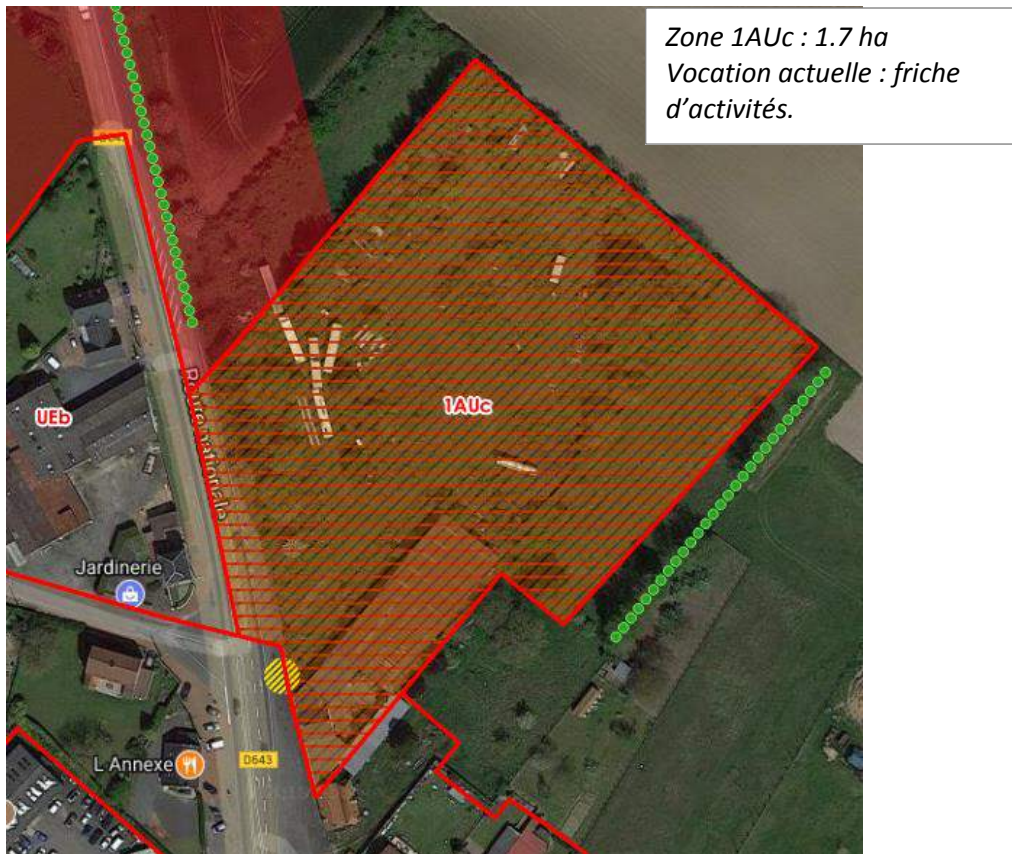 Zone 1AUc : 1.7 ha
Vocation actuelle : friche
d’activités.
1AUc
UEb
Route nationale
Jardinerie
L Annexe
D643